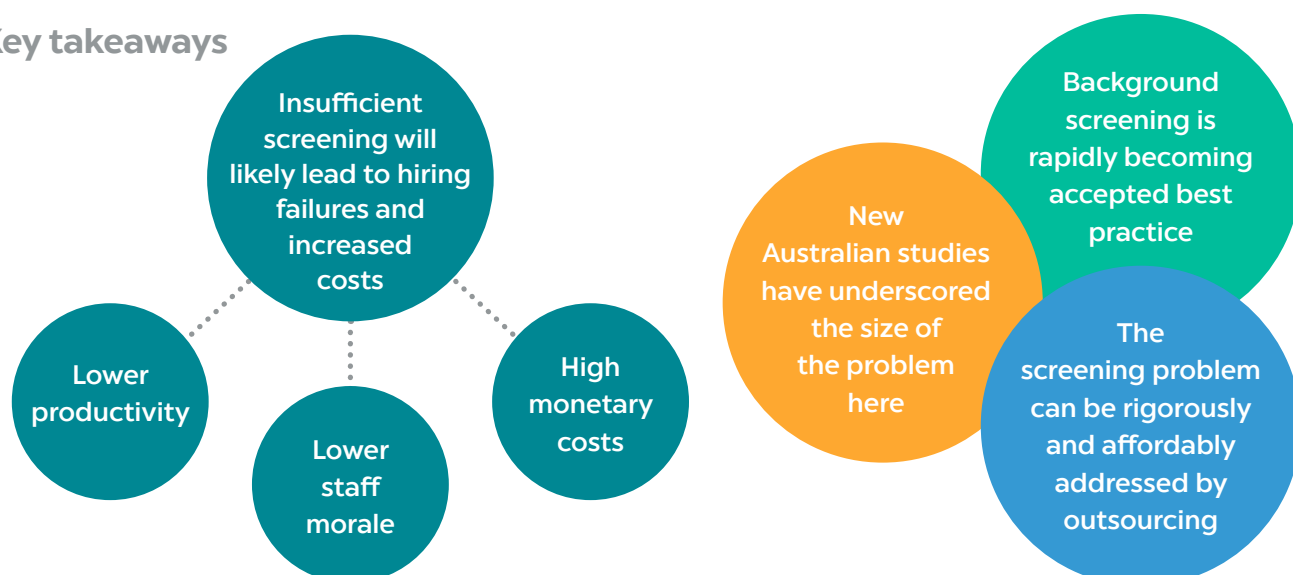 Key takeaways
Insufficient
screening will
likely lead to hiring
failures and
increased
costs
Lower
productivity
Lower
staff
morale
High
monetary
costs
New
Australian studies
have underscored
the size of
the problem
here
Background
screening is
rapidly becoming
accepted best
practice
The
screening problem
can be rigorously
and affordably
addressed by
outsourcing